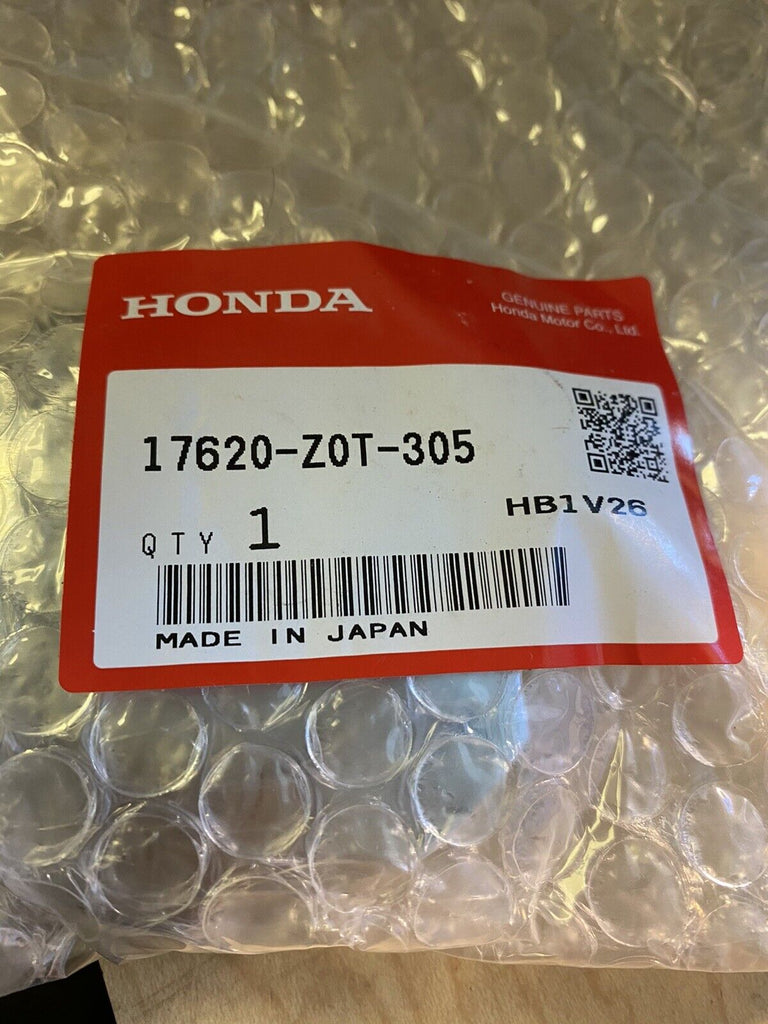 HONDA
GENUINE PARTS
Honda Motor Co., Ltd.
17620-Z0T-305
HB1V26
QTY 1
MADE IN JAPAN